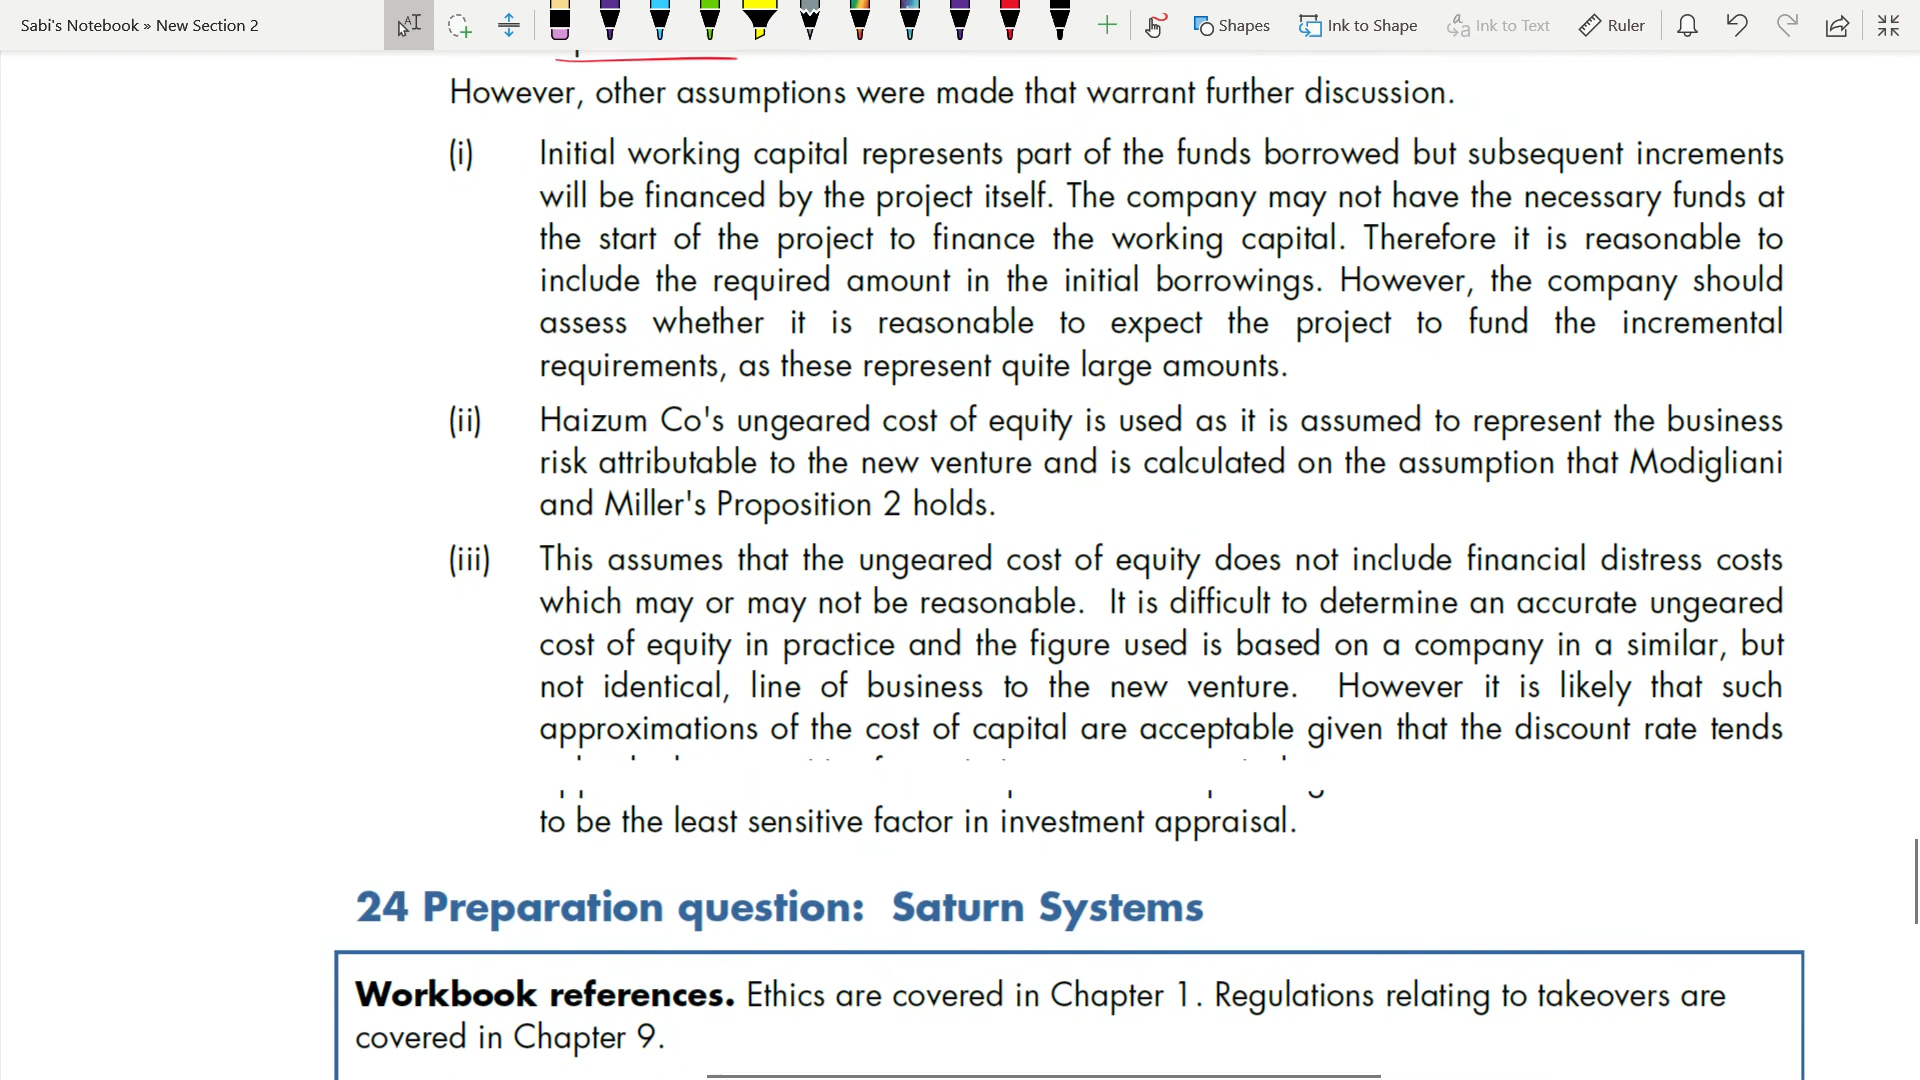 Sabi's Notebook » New Section 2
Shapes
Ink to Shape
Ink to Text
Ruler
However, other assumptions were made that warrant further discussion.
(i) Initial working capital represents part of the funds borrowed but subsequent increments
will be financed by the project itself. The company may not have the necessary funds at
the start of the project to finance the working capital. Therefore it is reasonable to
include the required amount in the initial borrowings. However, the company should
assess whether it is reasonable to expect the project to fund the incremental
requirements, as these represent quite large amounts.
(ii) Haizum Co's ungeared cost of equity is used as it is assumed to represent the business
risk attributable to the new venture and is calculated on the assumption that Modigliani
and Miller's Proposition 2 holds.
(iii) This assumes that the ungeared cost of equity does not include financial distress costs
which may or may not be reasonable. It is difficult to determine an accurate ungeared
cost of equity in practice and the figure used is based on a company in a similar, but
not identical, line of business to the new venture. However it is likely that such
approximations of the cost of capital are acceptable given that the discount rate tends
to be the least sensitive factor in investment appraisal.
24 Preparation question: Saturn Systems
Workbook references. Ethics are covered in Chapter 1. Regulations relating to takeovers are
covered in Chapter 9.